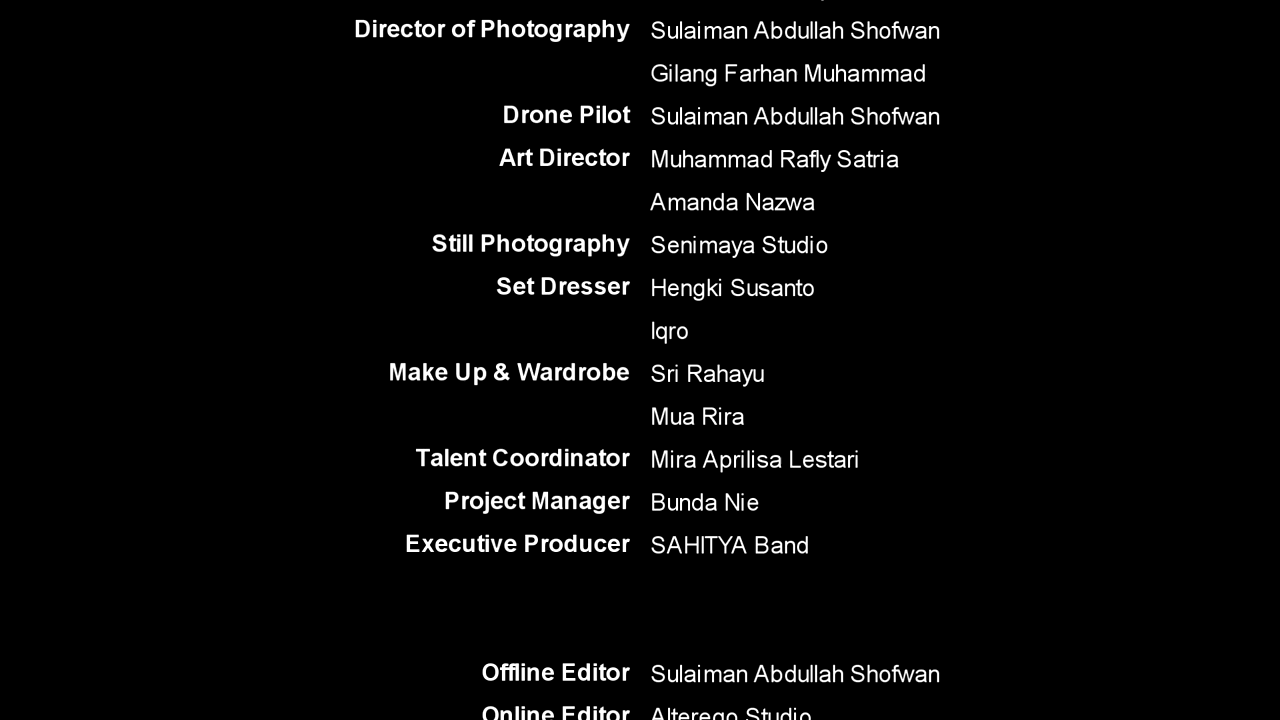 Director of Photography Sulaiman Abdullah Shofwan
Gilang Farhan Muhammad
Drone Pilot Sulaiman Abdullah Shofwan
Art Director Muhammad Rafly Satria
Amanda Nazwa
Still Photography Senimaya Studio
Set Dresser Hengki Susanto
Iqro
Make Up & Wardrobe Sri Rahayu
Mua Rira
Talent Coordinator Mira Aprilisa Lestari
Project Manager Bunda Nie
Executive Producer SAHITYA Band
Offline Editor Sulaiman Abdullah Shofwan
Online Editor Alterego Studio